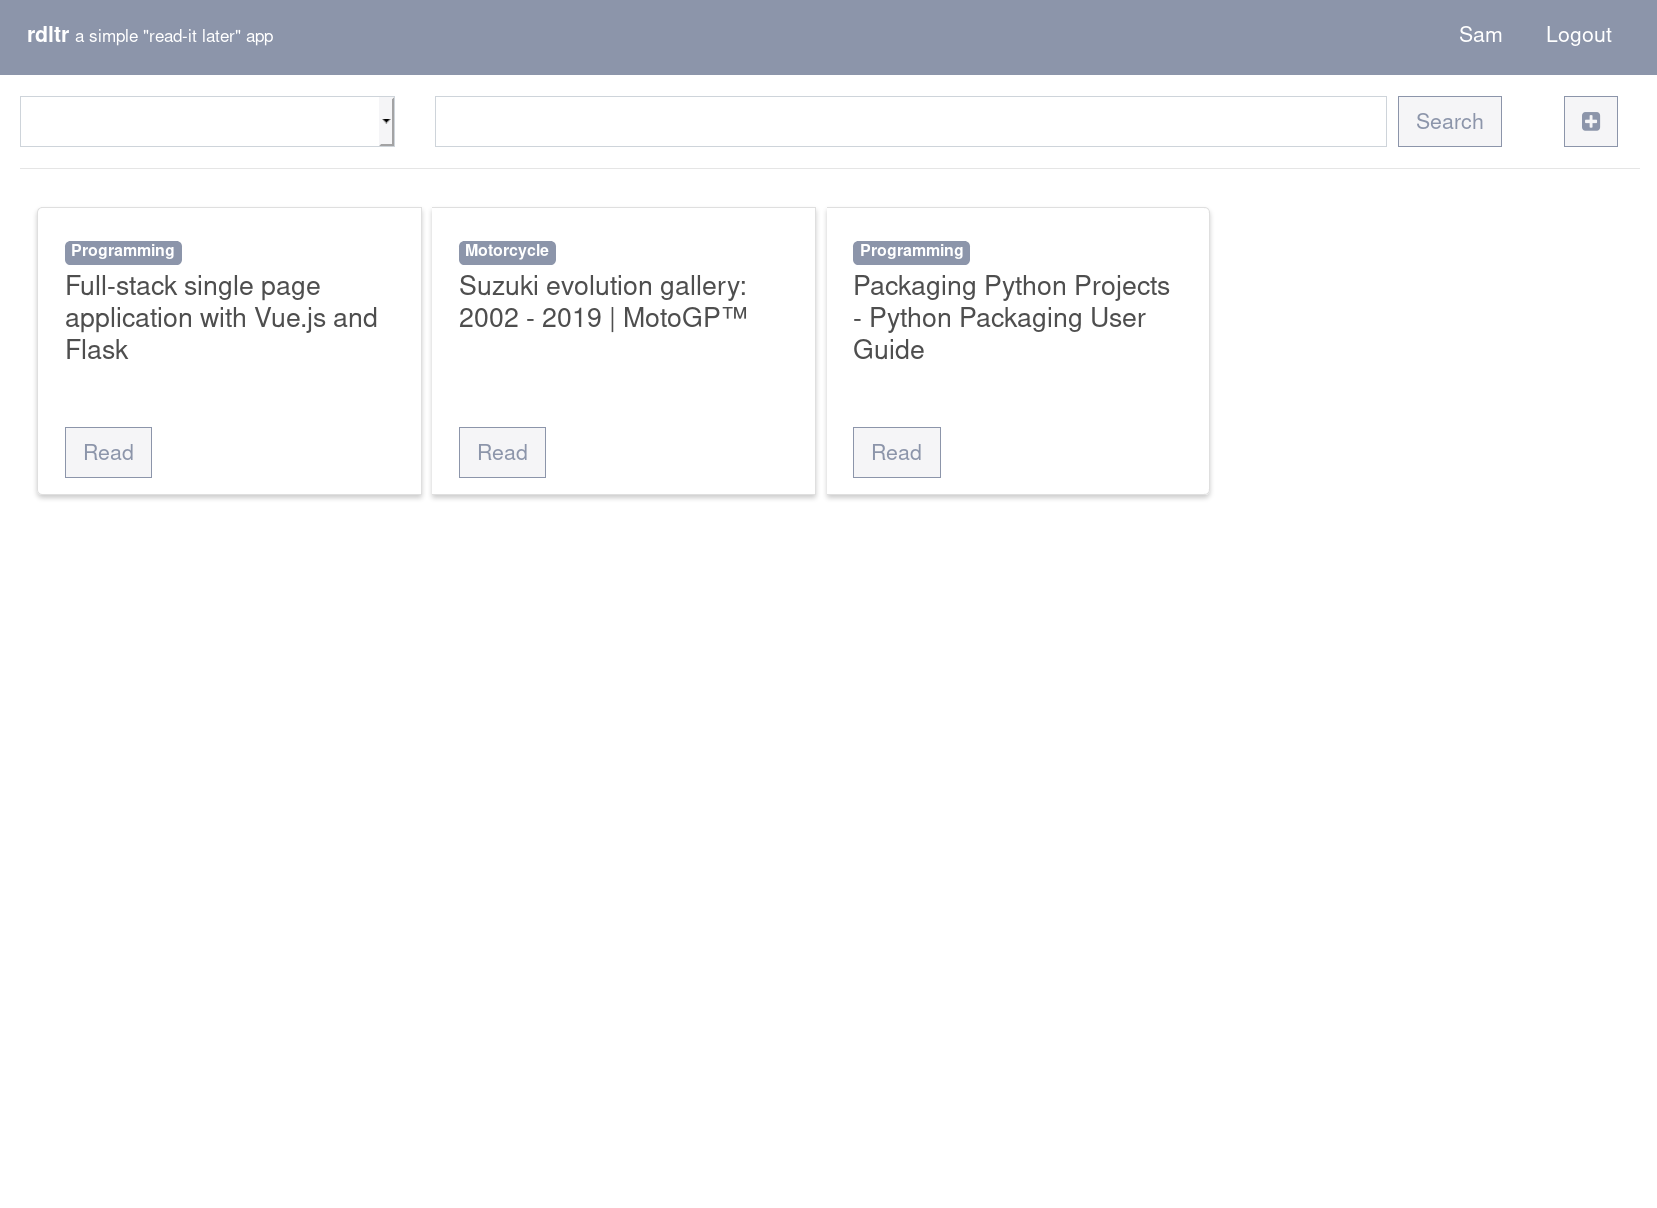 rdltr a simple "read-it later" app
Sam
Logout
Search
Programming
Full-stack single page
application with Vue.js and
Flask
Read
Motorcycle
Suzuki evolution gallery:
2002 - 2019 | MotoGP™
Read
Programming
Packaging Python Projects
- Python Packaging User
Guide
Read